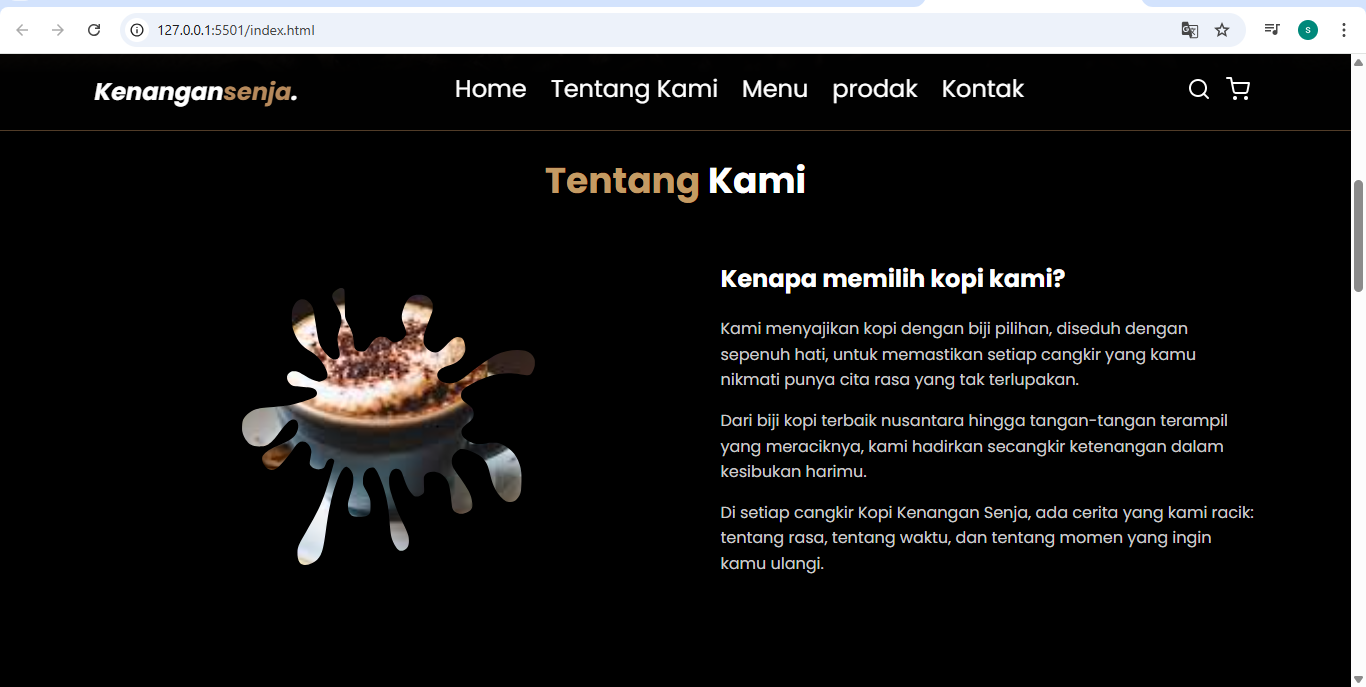 127.0.0.1:5501/index.html
S
Kenangansenja.
Home Tentang Kami Menu prodak Kontak
Tentang Kami
Kenapa memilih kopi kami?
Kami menyajikan kopi dengan biji pilihan, diseduh dengan
sepenuh hati, untuk memastikan setiap cangkir yang kamu
nikmati punya cita rasa yang tak terlupakan.
Dari biji kopi terbaik nusantara hingga tangan-tangan terampil
yang meraciknya, kami hadirkan secangkir ketenangan dalam
kesibukan harimu.
Di setiap cangkir Kopi Kenangan Senja, ada cerita yang kami racik:
tentang rasa, tentang waktu, dan tentang momen yang ingin
kamu ulangi.